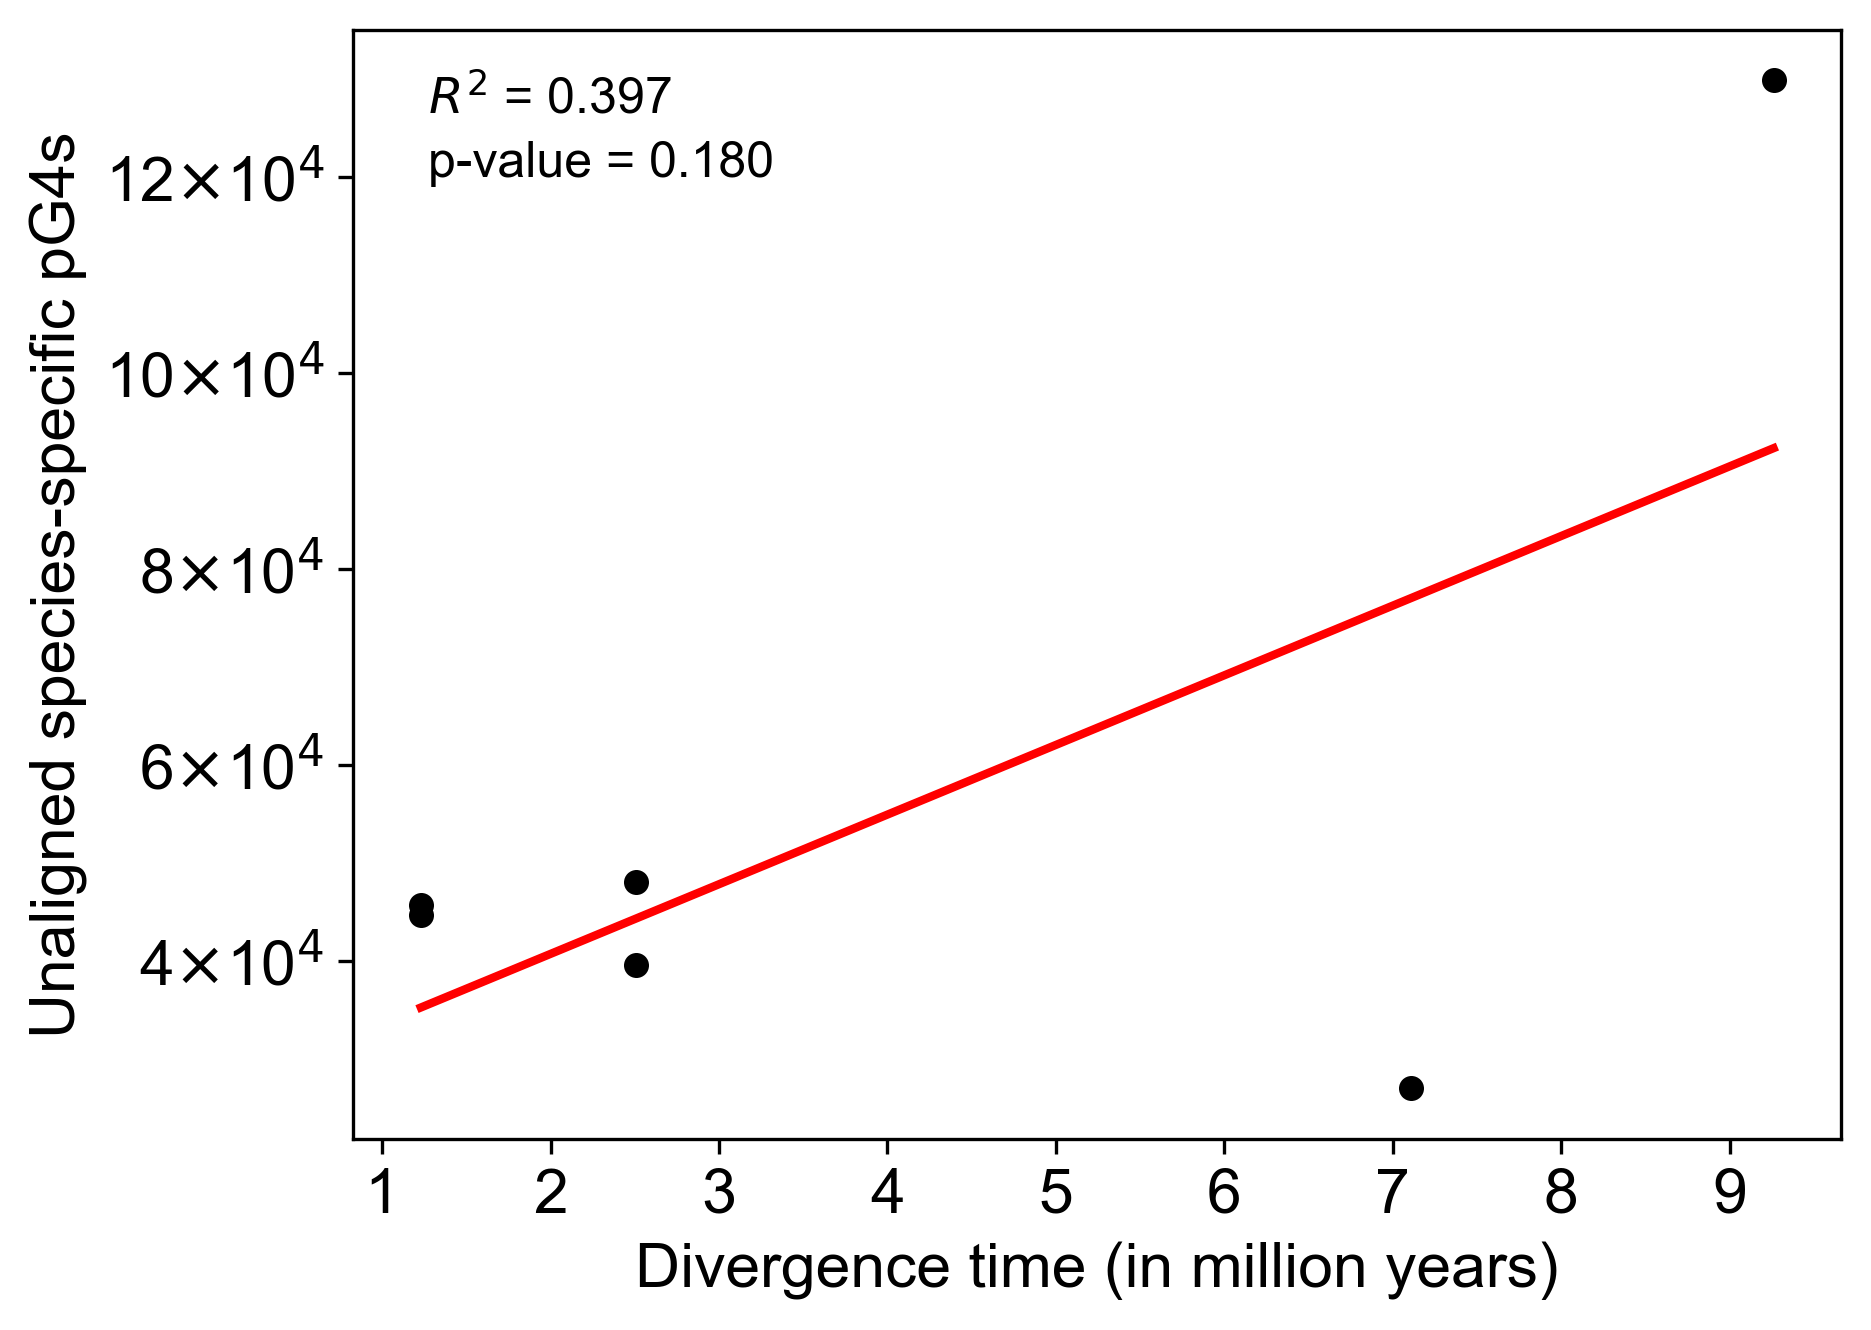 R² = 0.397
p-value = 0.180
Unaligned species-specific pG4s
12×10⁴
10×10⁴
8×10⁴
6×10⁴
4×10⁴
1 2 3 4 5 6 7 8 9
Divergence time (in million years)